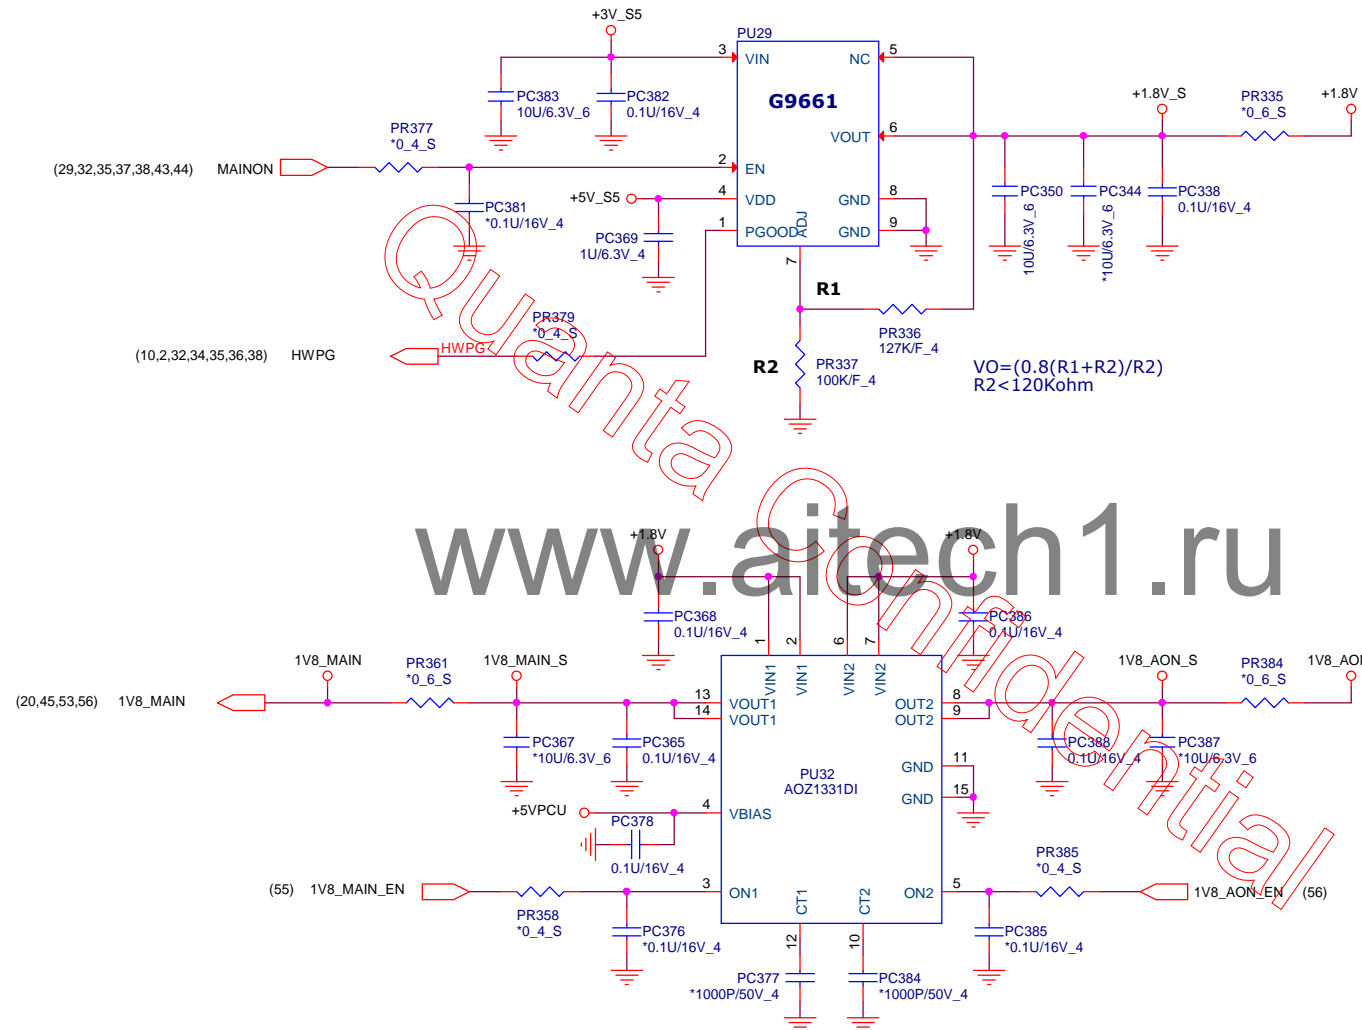 +3V_S5
PU29
3 VIN
NC 5
G9661
PC383
10U/6.3V_6
PC382
0.1U/16V_4
+1.8V_S
PR335
*0_6_S
+1.8V
VOUT 6
PR377
*0_4_S
(29,32,35,37,38,43,44) MAINON
2 EN
PC381
*0.1U/16V_4
+5V_S5
4 VDD
GND 8
GND 9
1 PGOOD
ADJ
7
PC369
1U/6.3V_4
PC350
10U/6.3V_6
PC344
*10U/6.3V_6
PC338
0.1U/16V_4
R1
PR336
127K/F_4
PR379
*0_4_S
(10,2,32,34,35,36,38) HWPG
HWPG
R2
PR337
100K/F_4
VO=(0.8(R1+R2)/R2)
R2<120Kohm
Quanta Confidential
www.aitech1.ru
+1.8V
+1.8V
PC368
0.1U/16V_4
PC386
0.1U/16V_4
1 2 6 7
VIN1 VIN1 VIN2 VIN2
1V8_MAIN
PR361
*0_6_S
1V8_MAIN_S
(20,45,53,56) 1V8_MAIN
13 VOUT1
14 VOUT1
OUT2 8
OUT2 9
1V8_AON_S
PR384
*0_6_S
PC367
*10U/6.3V_6
PC365
0.1U/16V_4
PC388
0.1U/16V_4
PC387
*10U/6.3V_6
PU32
AOZ1331DI
GND 11
GND 15
+5VPCU
4 VBIAS
PC378
0.1U/16V_4
(55) 1V8_MAIN_EN
PR358
*0_4_S
3 ON1
ON2 5
PR385
*0_4_S
1V8_AON_EN (56)
PC376
*0.1U/16V_4
PC385
*0.1U/16V_4
CT1 CT2
12 10
PC377
*1000P/50V_4
PC384
*1000P/50V_4